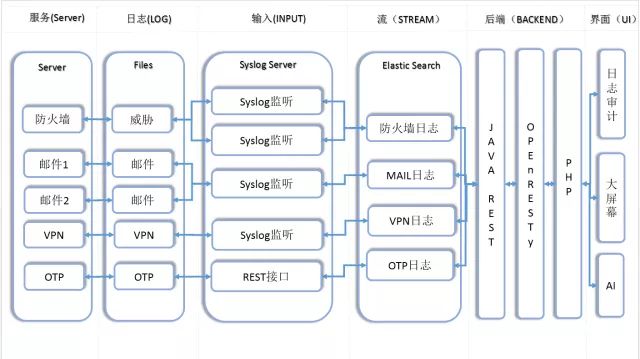 服务(Server)
日志(LOG)
输入(INPUT)
流（STREAM）
后端（BACKEND）
界面（UI）
Server
Files
Syslog Server
Elastic Search
防火墙
威胁
Syslog监听
Syslog监听
防火墙日志
邮件1
邮件
Syslog监听
MAIL日志
邮件2
邮件
VPN
VPN
Syslog监听
VPN日志
OTP
OTP
REST接口
OTP日志
JAVA REST
OPEnRESTy
PHP
日志审计
大屏幕
AI